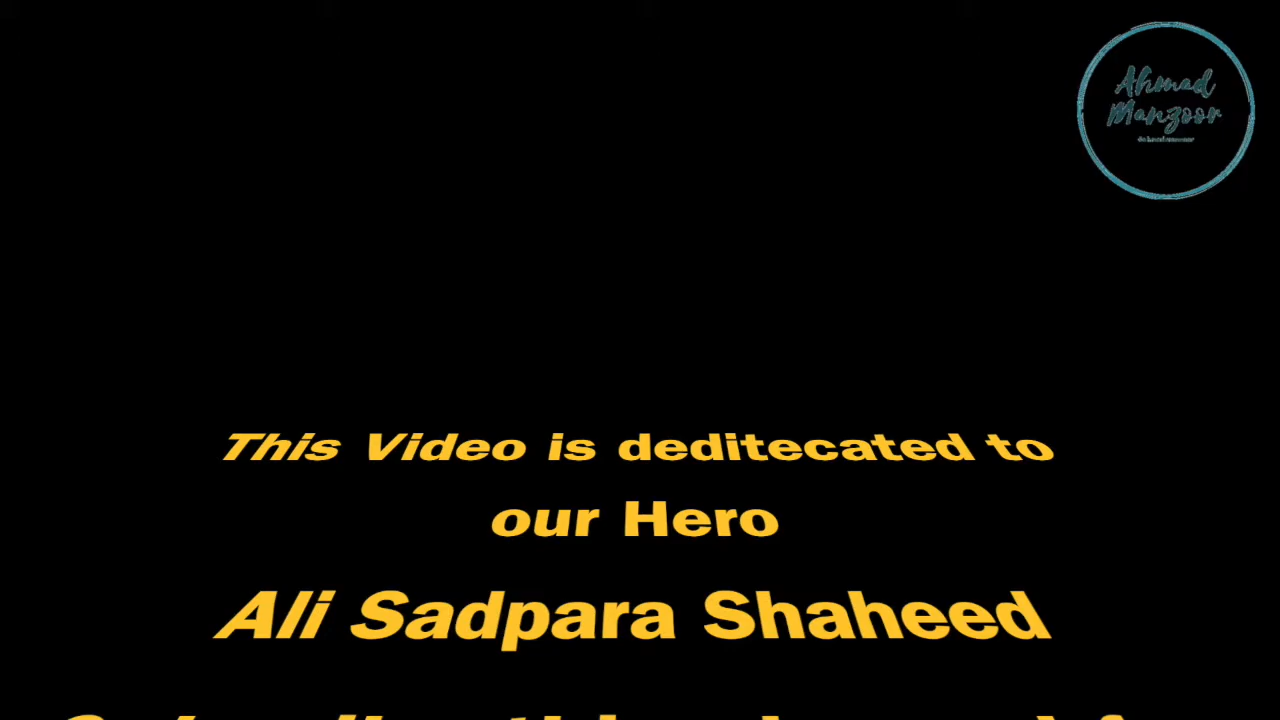 Ahmad
Manzoor
This Video is deditecated to
our Hero
Ali Sadpara Shaheed